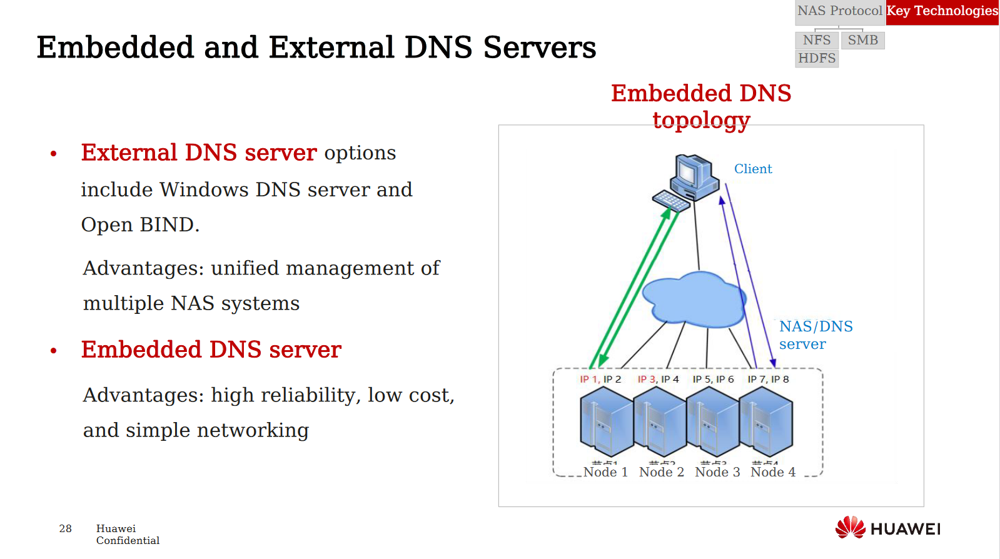 NAS Protocol
Key Technologies
NFS
SMB
HDFS
Embedded and External DNS Servers
Embedded DNS
topology
• External DNS server options
include Windows DNS server and
Open BIND.
Advantages: unified management of
multiple NAS systems
• Embedded DNS server
Advantages: high reliability, low cost,
and simple networking
Client
NAS/DNS
server
IP 1, IP 2
IP 3, IP 4
IP 5, IP 6
IP 7, IP 8
Node 1
Node 2
Node 3
Node 4
28
Huawei
Confidential
HUAWEI